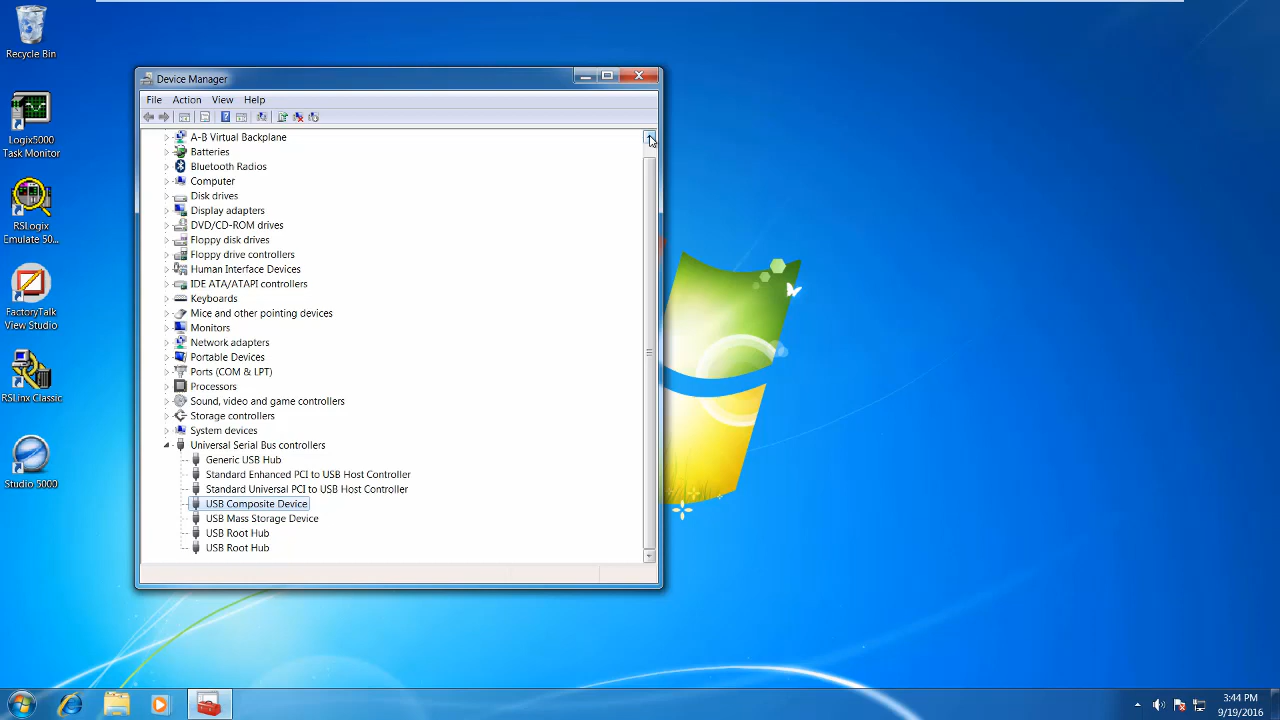 Recycle Bin
Logix5000
Task Monitor
RSLogix
Emulate 50...
FactoryTalk
View Studio
RSLinx Classic
Studio 5000
Device Manager
File Action View Help
A-B Virtual Backplane
Batteries
Bluetooth Radios
Computer
Disk drives
Display adapters
DVD/CD-ROM drives
Floppy disk drives
Floppy drive controllers
Human Interface Devices
IDE ATA/ATAPI controllers
Keyboards
Mice and other pointing devices
Monitors
Network adapters
Portable Devices
Ports (COM & LPT)
Processors
Sound, video and game controllers
Storage controllers
System devices
Universal Serial Bus controllers
Generic USB Hub
Standard Enhanced PCI to USB Host Controller
Standard Universal PCI to USB Host Controller
USB Composite Device
USB Mass Storage Device
USB Root Hub
USB Root Hub
3:44 PM
9/19/2016